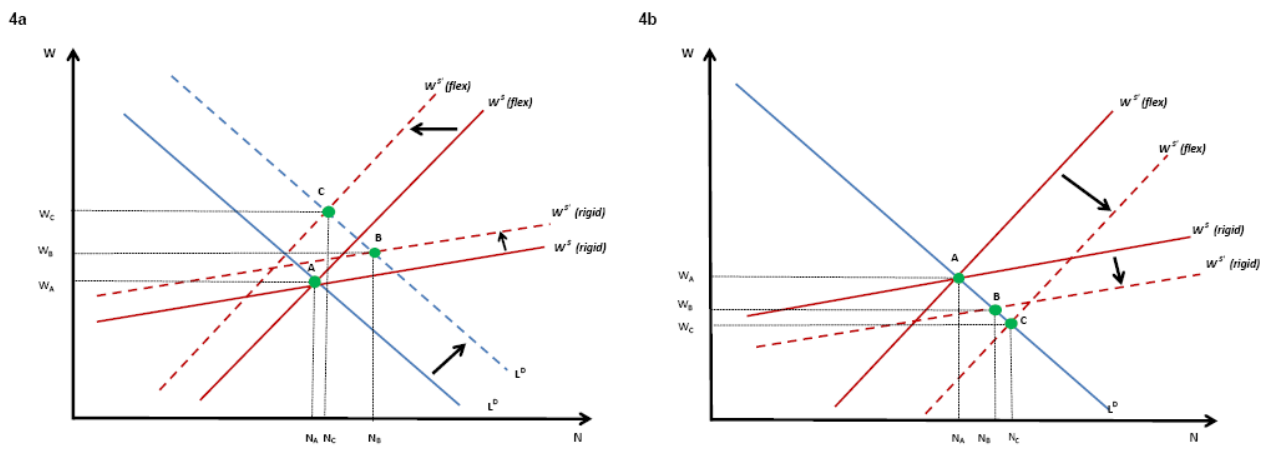 4a
W
W^S' (flex)
W^S (flex)
C
W^S' (rigid)
W_C
B
W_B
W^S (rigid)
A
W_A
L^D
L^D
N_A N_C N_B N
4b
W
W^S' (flex)
W^S' (flex)
W^S (rigid)
A
W^S' (rigid)
W_A
B
W_B
C
W_C
L^D
N_A N_B N_C N